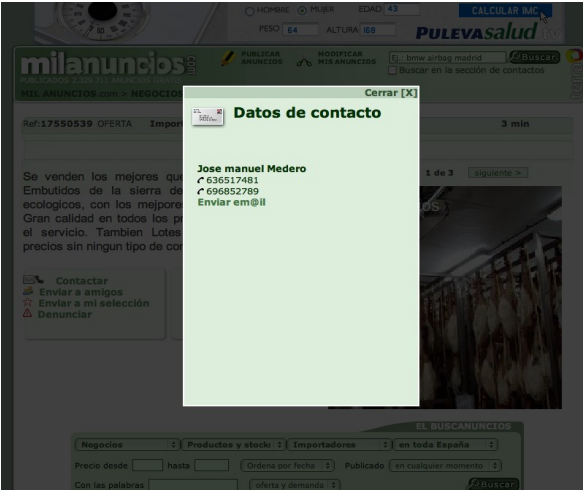 HOMBRE MUJER EDAD 43
CALCULAR IMC
PESO 64 ALTURA 168
PULEVAsalud
milanuncios
PUBLICAR ANUNCIOS
MODIFICAR MIS ANUNCIOS
Ej.: bmw airbag madrid
Buscar
Buscar en la sección de contactos
MIL ANUNCIOS.com > NEGOCIOS
Cerrar [X]
Datos de contacto
Ref:17550539 OFERTA
3 min
Jose manuel Medero
636517481
696852789
Enviar em@il
1 de 3 siguiente >
Se venden los mejores
Embutidos de la sierra de
ecologicos, con los mejpore
Gran calidad en todos los
el servicio. Tambien Lotes
precios sin ningun tipo de
Contactar
Enviar a amigos
Enviar a mi selección
Denunciar
EL BUSCANUNCIOS
Negocios Productos y stock Importadores en toda España
Precio desde hasta Ordena por fecha Publicado en cualquier momento
Con las palabras oferta y demanda Buscar